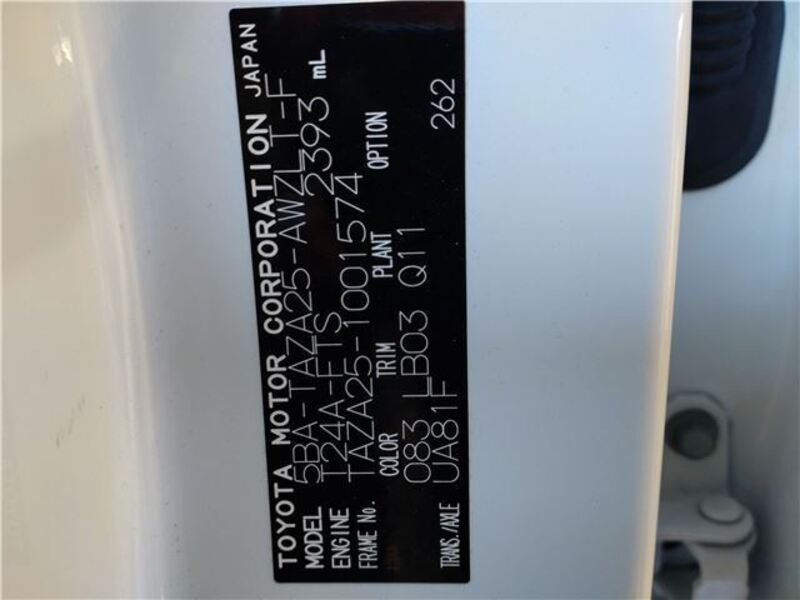 TOYOTA MOTOR CORPORATION JAPAN
MODEL 5BA-TAZA25-AWZLT-F
ENGINE T24A-FTS 2393 mL
FRAME No. TAZA25-1001574
COLOR TRIM PLANT OPTION
083 LB03 Q11
TRANS./AXLE UA81F 262